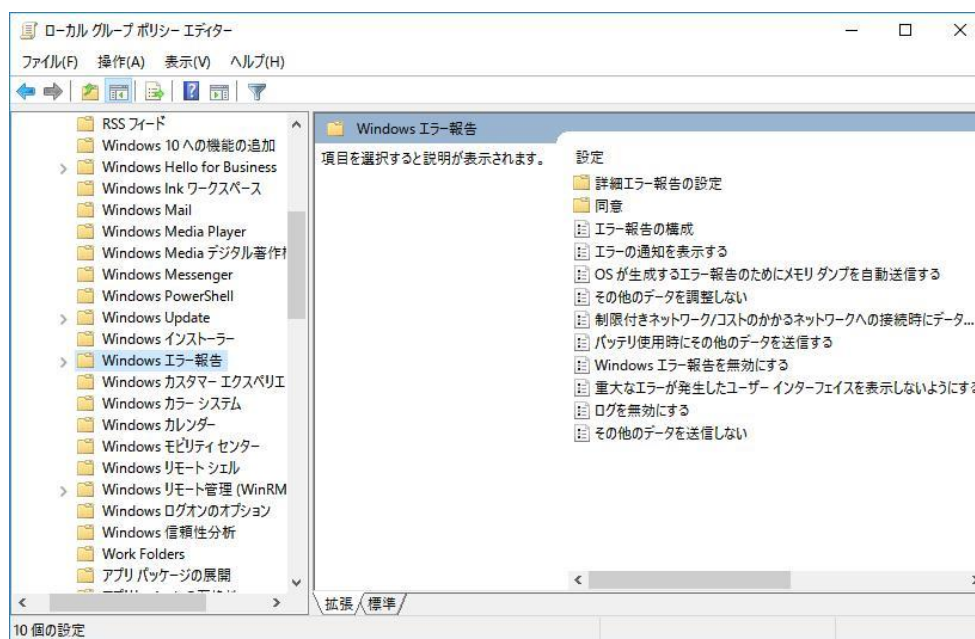 ローカル グループ ポリシー エディター
ファイル(F) 操作(A) 表示(V) ヘルプ(H)
RSS フィード
Windows 10 への機能の追加
Windows Hello for Business
Windows Ink ワークスペース
Windows Mail
Windows Media Player
Windows Media デジタル著作
Windows Messenger
Windows PowerShell
Windows Update
Windows インストーラー
Windows エラー報告
Windows カスタマー エクスペリエ
Windows カラー システム
Windows カレンダー
Windows モビリティ センター
Windows リモート シェル
Windows リモート管理 (WinRM
Windows ログオンのオプション
Windows 信頼性分析
Work Folders
アプリ パッケージの展開
Windows エラー報告
項目を選択すると説明が表示されます。
設定
詳細エラー報告の設定
同意
エラー報告の構成
エラーの通知を表示する
OS が生成するエラー報告のためにメモリ ダンプを自動送信する
その他のデータを調整しない
制限付きネットワーク/コストのかかるネットワークへの接続時にデータ...
バッテリ使用時にその他のデータを送信する
Windows エラー報告を無効にする
重大なエラーが発生したユーザー インターフェイスを表示しないようにす
ログを無効にする
その他のデータを送信しない
拡張 標準
10 個の設定